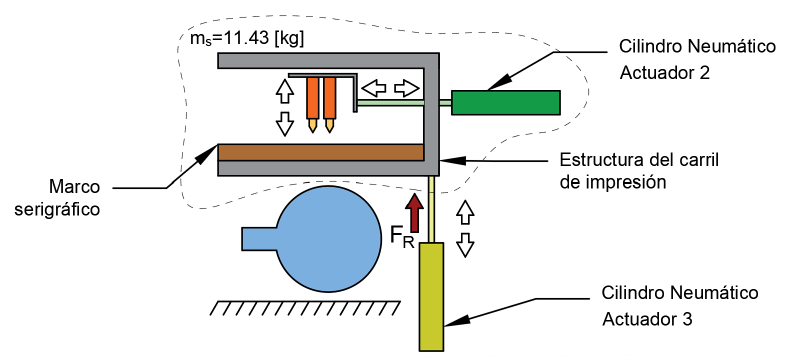 mₛ=11.43 [kg]
Cilindro Neumático
Actuador 2
Estructura del carril
de impresión
Marco
serigráfico
F_R
Cilindro Neumático
Actuador 3